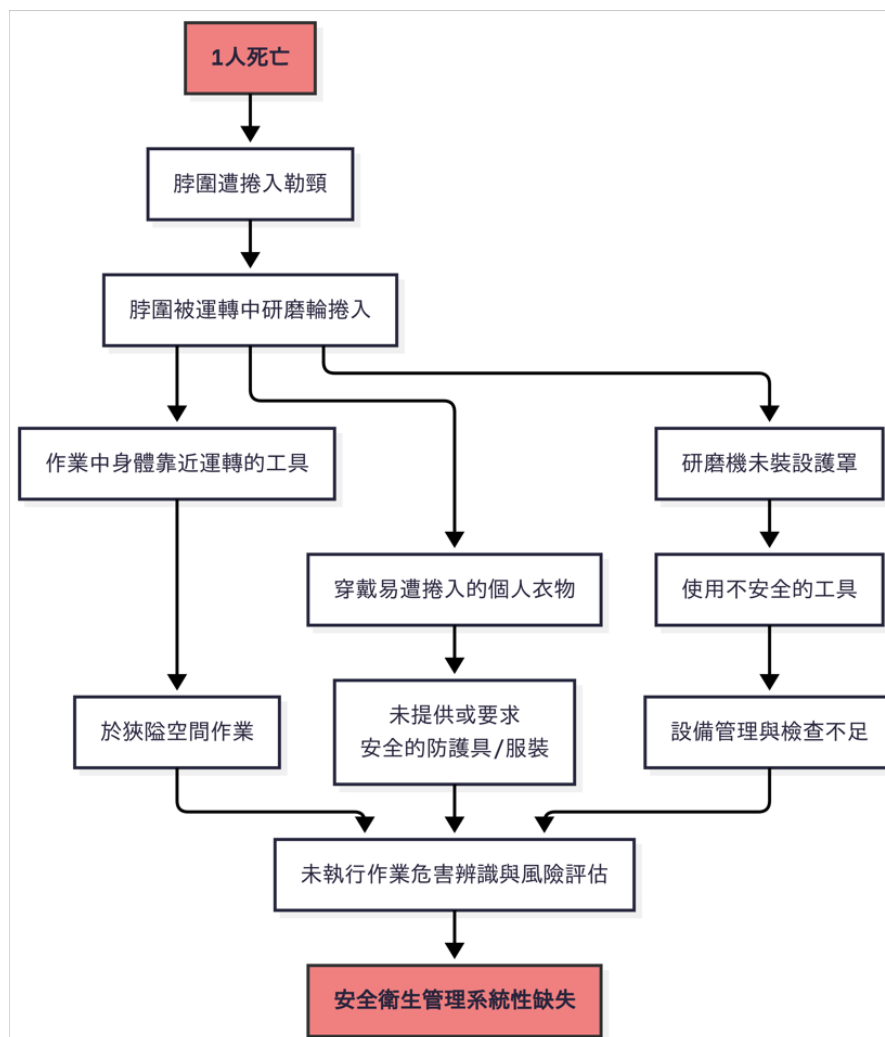 1人死亡
脖圍遭捲入勒頸
脖圍被運轉中研磨輪捲入
作業中身體靠近運轉的工具
研磨機未裝設護罩
穿戴易遭捲入的個人衣物
使用不安全的工具
於狹隘空間作業
未提供或要求
安全的防護具/服裝
設備管理與檢查不足
未執行作業危害辨識與風險評估
安全衛生管理系統性缺失